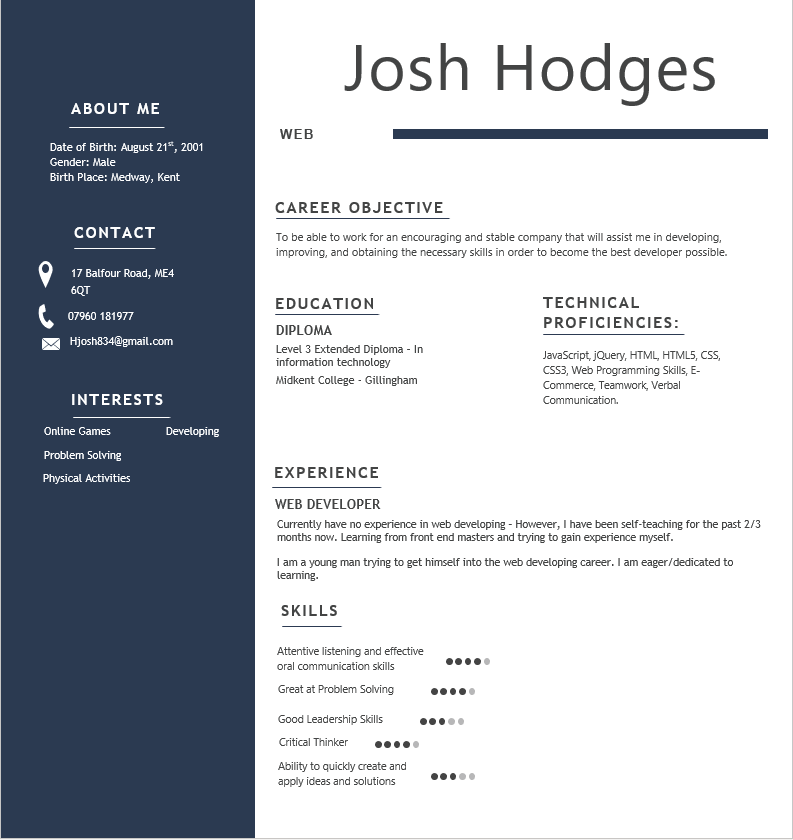 Josh Hodges
WEB
ABOUT ME
Date of Birth: August 21st, 2001
Gender: Male
Birth Place: Medway, Kent
CONTACT
17 Balfour Road, ME4
6QT
07960 181977
Hjosh834@gmail.com
INTERESTS
Online Games Developing
Problem Solving
Physical Activities
CAREER OBJECTIVE
To be able to work for an encouraging and stable company that will assist me in developing,
improving, and obtaining the necessary skills in order to become the best developer possible.
EDUCATION
DIPLOMA
Level 3 Extended Diploma - In
information technology
Midkent College - Gillingham
TECHNICAL
PROFICIENCIES:
JavaScript, jQuery, HTML, HTML5, CSS,
CSS3, Web Programming Skills, E-
Commerce, Teamwork, Verbal
Communication.
EXPERIENCE
WEB DEVELOPER
Currently have no experience in web developing – However, I have been self-teaching for the past 2/3
months now. Learning from front end masters and trying to gain experience myself.
I am a young man trying to get himself into the web developing career. I am eager/dedicated to
learning.
SKILLS
Attentive listening and effective
oral communication skills
Great at Problem Solving
Good Leadership Skills
Critical Thinker
Ability to quickly create and
apply ideas and solutions